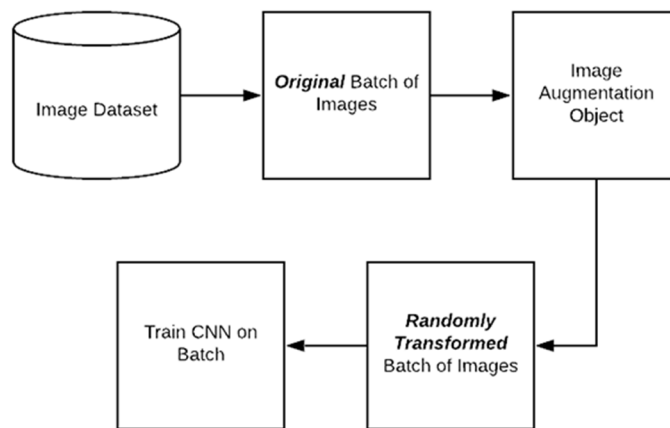 Image Dataset
Original Batch of
Images
Image
Augmentation
Object
Train CNN on
Batch
Randomly
Transformed
Batch of Images